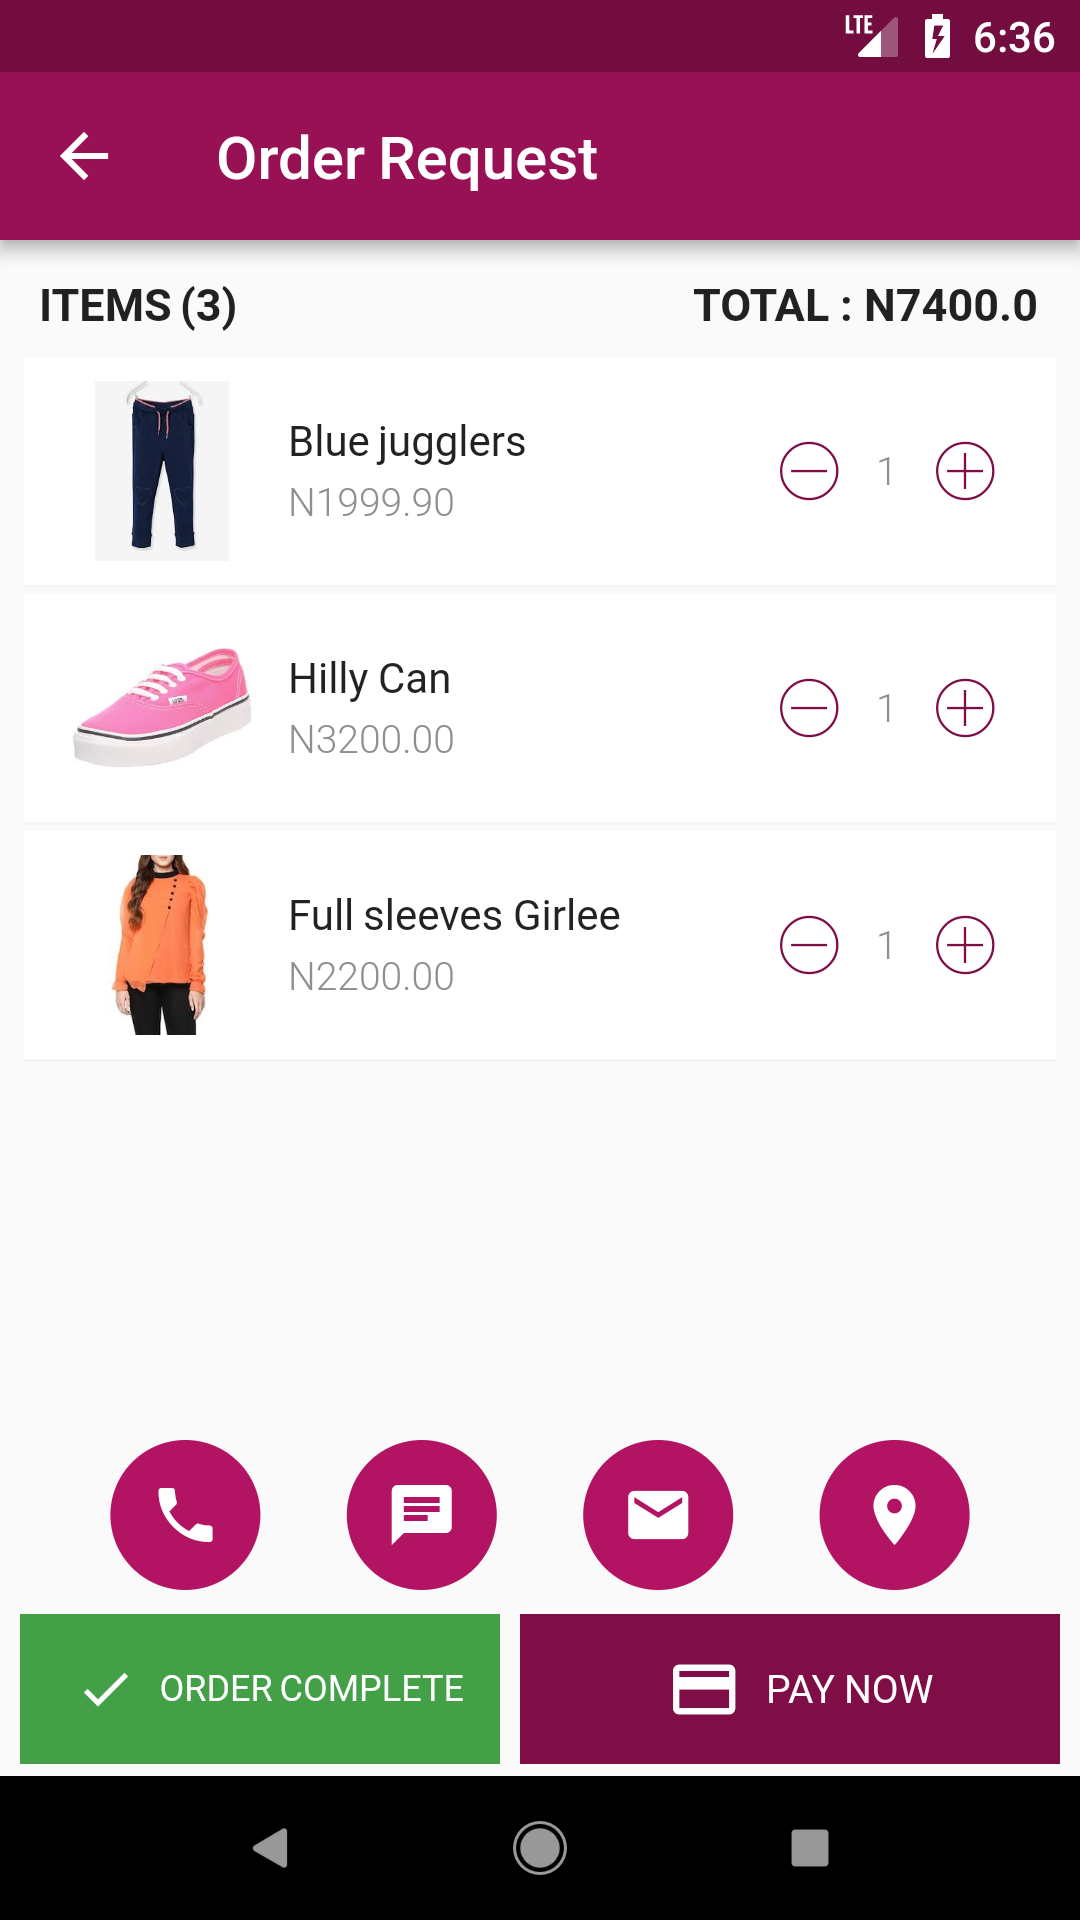 LTE 6:36
Order Request
ITEMS (3) TOTAL : N7400.0
Blue jugglers
N1999.90
1
Hilly Can
N3200.00
1
Full sleeves Girlee
N2200.00
1
ORDER COMPLETE PAY NOW